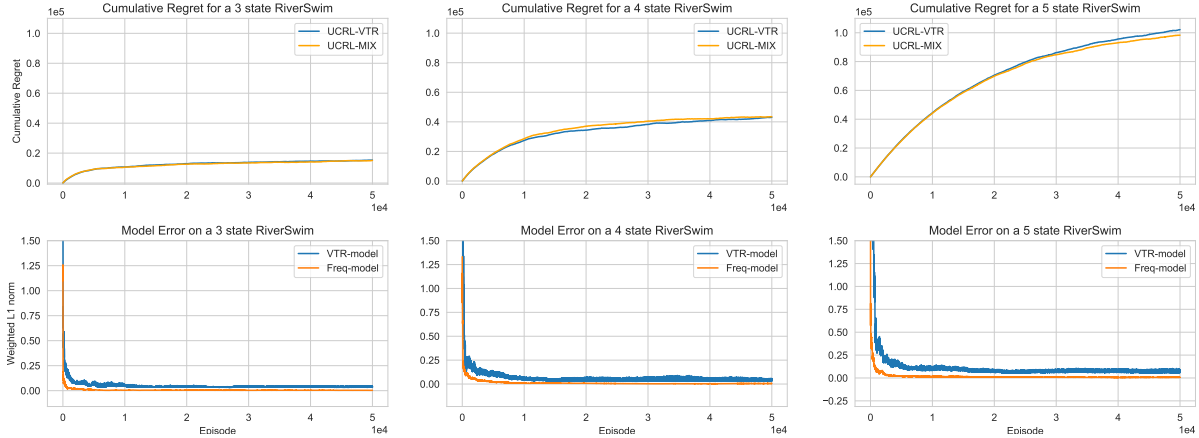 Cumulative Regret for a 3 state RiverSwim
1e5
Cumulative Regret
1.0
0.8
0.6
0.4
0.2
0.0
UCRL-VTR
UCRL-MIX
0 1 2 3 4 5
1e4
Cumulative Regret for a 4 state RiverSwim
1e5
1.0
0.8
0.6
0.4
0.2
0.0
UCRL-VTR
UCRL-MIX
0 1 2 3 4 5
1e4
Cumulative Regret for a 5 state RiverSwim
1e5
1.0
0.8
0.6
0.4
0.2
0.0
UCRL-VTR
UCRL-MIX
0 1 2 3 4 5
1e4
Model Error on a 3 state RiverSwim
Weighted L1 norm
1.50
1.25
1.00
0.75
0.50
0.25
0.00
VTR-model
Freq-model
0 1 2 3 4 5
Episode
1e4
Model Error on a 4 state RiverSwim
1.50
1.25
1.00
0.75
0.50
0.25
0.00
VTR-model
Freq-model
0 1 2 3 4 5
Episode
1e4
Model Error on a 5 state RiverSwim
1.50
1.25
1.00
0.75
0.50
0.25
0.00
−0.25
VTR-model
Freq-model
0 1 2 3 4 5
Episode
1e4